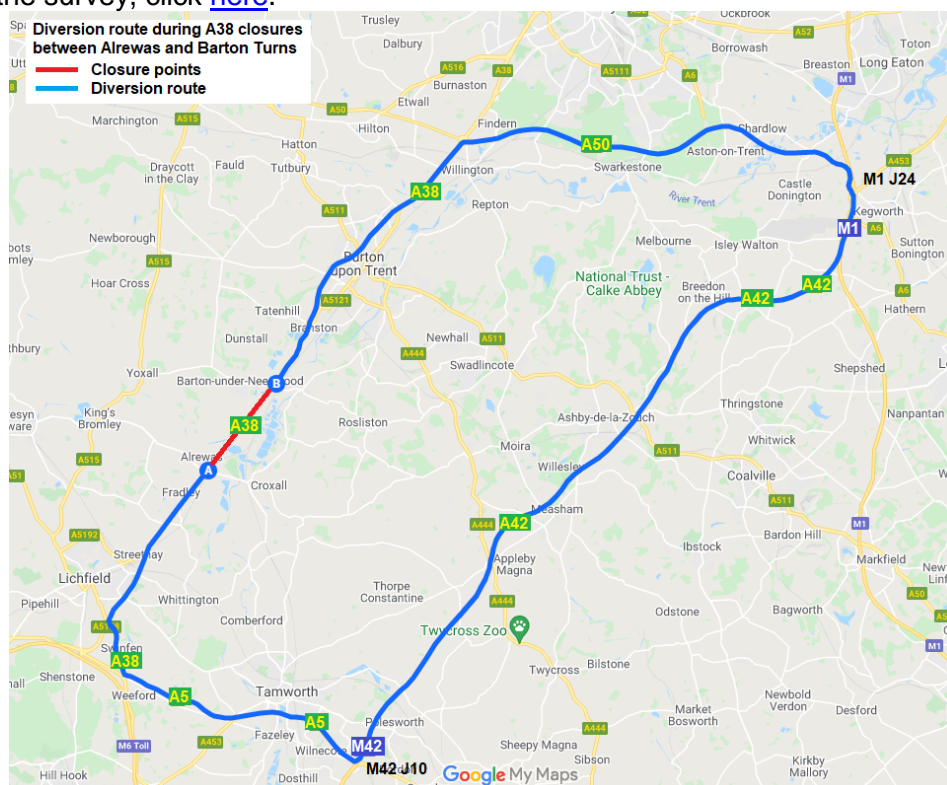 the survey, click here.
Diversion route during A38 closures
between Alrewas and Barton Turns
Closure points
Diversion route
Trusley
Dalbury
Ockbrook
A52
Borrowash
Toton
A516
A38
A5111
A6
Breaston
Long Eaton
Burnaston
M1
Etwall
A50
Marchington
A515
Hilton
Findern
Shardlow
Hatton
A50
Aston-on-Trent
A453
Draycott
in the Clay
Fauld
Tutbury
Willington
Swarkestone
M1 J24
A38
Castle
Donington
Repton
River Trent
Kegworth
A511
M1
A6
Newborough
Melbourne
Isley Walton
Sutton
Bonington
A515
Burton
upon Trent
Hoar Cross
National Trust -
Calke Abbey
Breedon
on the Hill
A42
A42
A6
A5121
Hathern
Tatenhill
Branston
Dunstall
Newhall
A511
A444
Swadlincote
Shepshed
Yoxall
Barton-under-Needwood
B
King's
Bromley
A38
Rosliston
Ashby-de-la-Zouch
Thringstone
Nanpantan
Moira
Whitwick
A515
Alrewas
A
Willesley
A511
Coalville
Fradley
Croxall
Measham
A511
A444
A42
M1
A5192
Bardon Hill
Streethay
Ibstock
Markfield
Appleby
Magna
Lichfield
Thorpe
Constantine
Whittington
A444
A50
Pipehill
Comberford
Odstone
Bagworth
Twycross Zoo
Swinfen
M1
A38
Bilstone
Shenstone
Twycross
Weeford
A5
Tamworth
Newbold
Verdon
Desford
Market
Bosworth
A5
Polesworth
A444
M6 Toll
A453
Fazeley
Wilnecote
M42
Sheepy Magna
Sibson
Kirkby
Mallory
Hill Hook
Dosthill
M42 J10
Google My Maps